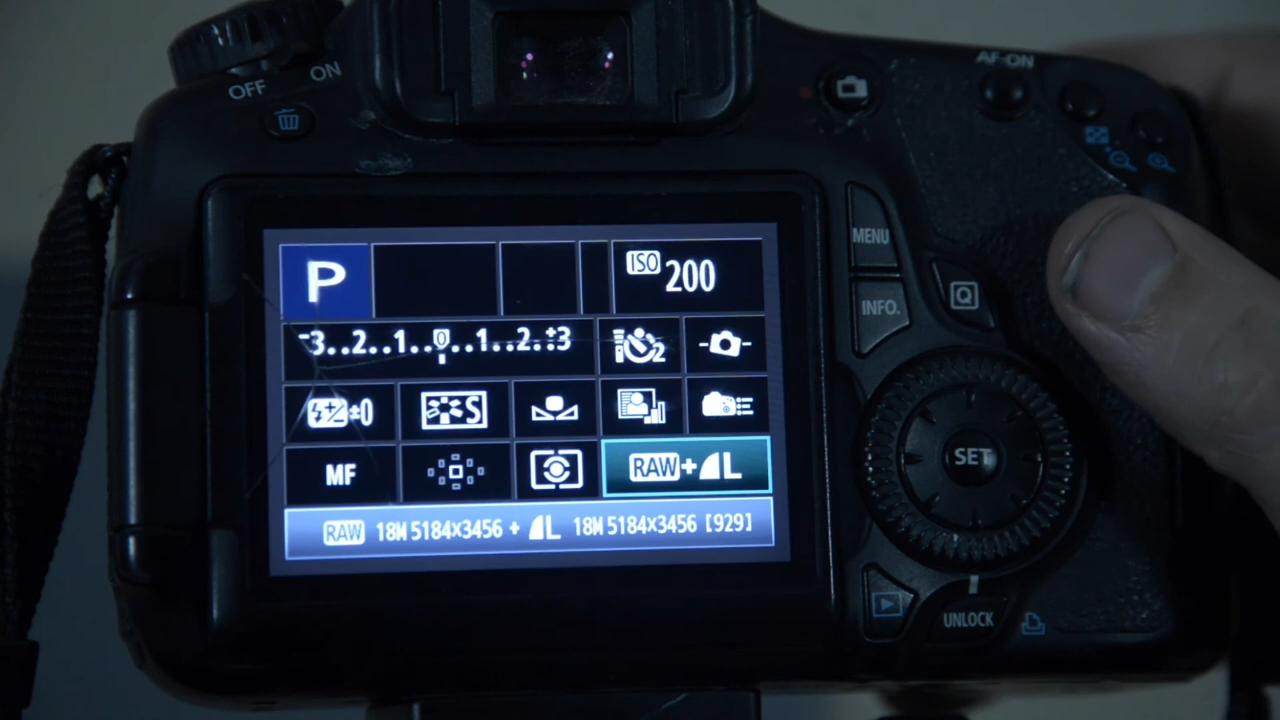 OFF ON
AF-ON
MENU
INFO.
Q
SET
UNLOCK
P ISO 200
-3..2..1..0..1..2.:+3 2
±0 S
MF RAW+L
RAW 18M 5184x3456 + L 18M 5184x3456 [929]